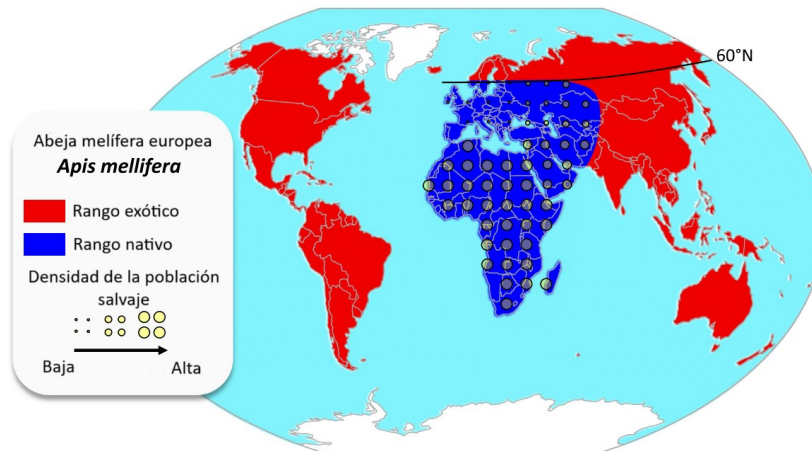 60°N
Abeja melífera europea
Apis mellifera
Rango exótico
Rango nativo
Densidad de la población
salvaje
Baja
Alta